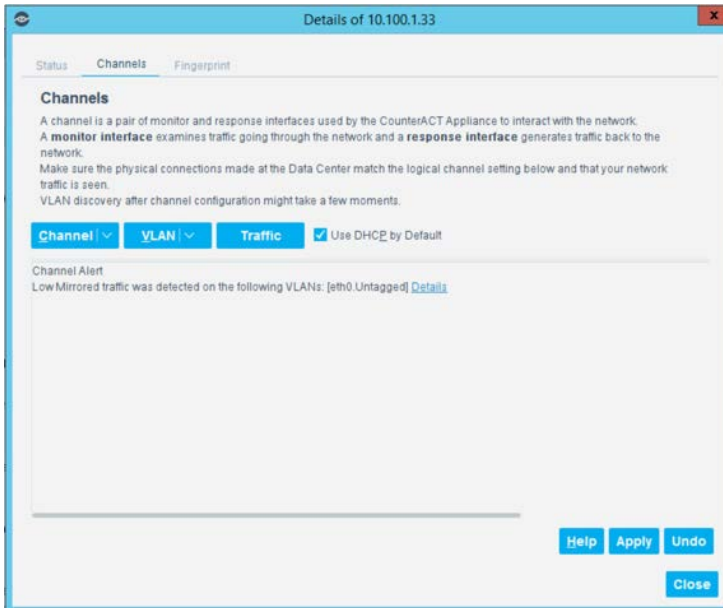 Details of 10.100.1.33
x
Status Channels Fingerprint
Channels
A channel is a pair of monitor and response interfaces used by the CounterACT Appliance to interact with the network.
A monitor interface examines traffic going through the network and a response interface generates traffic back to the
network.
Make sure the physical connections made at the Data Center match the logical channel setting below and that your network
traffic is seen.
VLAN discovery after channel configuration might take a few moments.
Channel VLAN Traffic Use DHCP by Default
Channel Alert
Low Mirrored traffic was detected on the following VLANs: [eth0.Untagged] Details
Help Apply Undo
Close